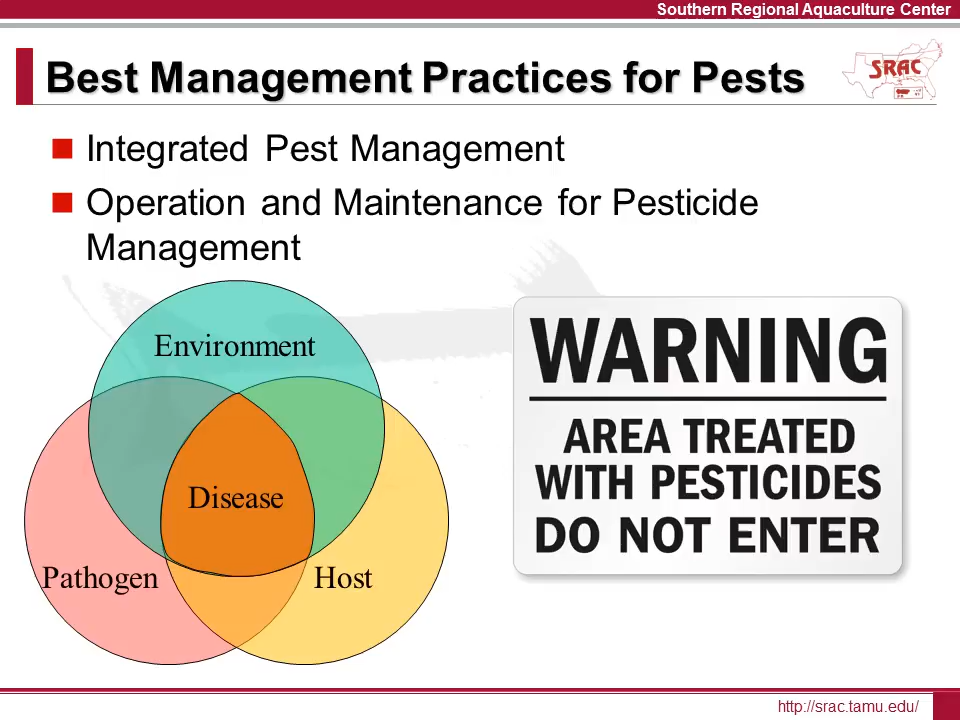 Southern Regional Aquaculture Center
Best Management Practices for Pests
SRAC
Integrated Pest Management
Operation and Maintenance for Pesticide
Management
Environment
Disease
Pathogen
Host
WARNING
AREA TREATED
WITH PESTICIDES
DO NOT ENTER
http://srac.tamu.edu/